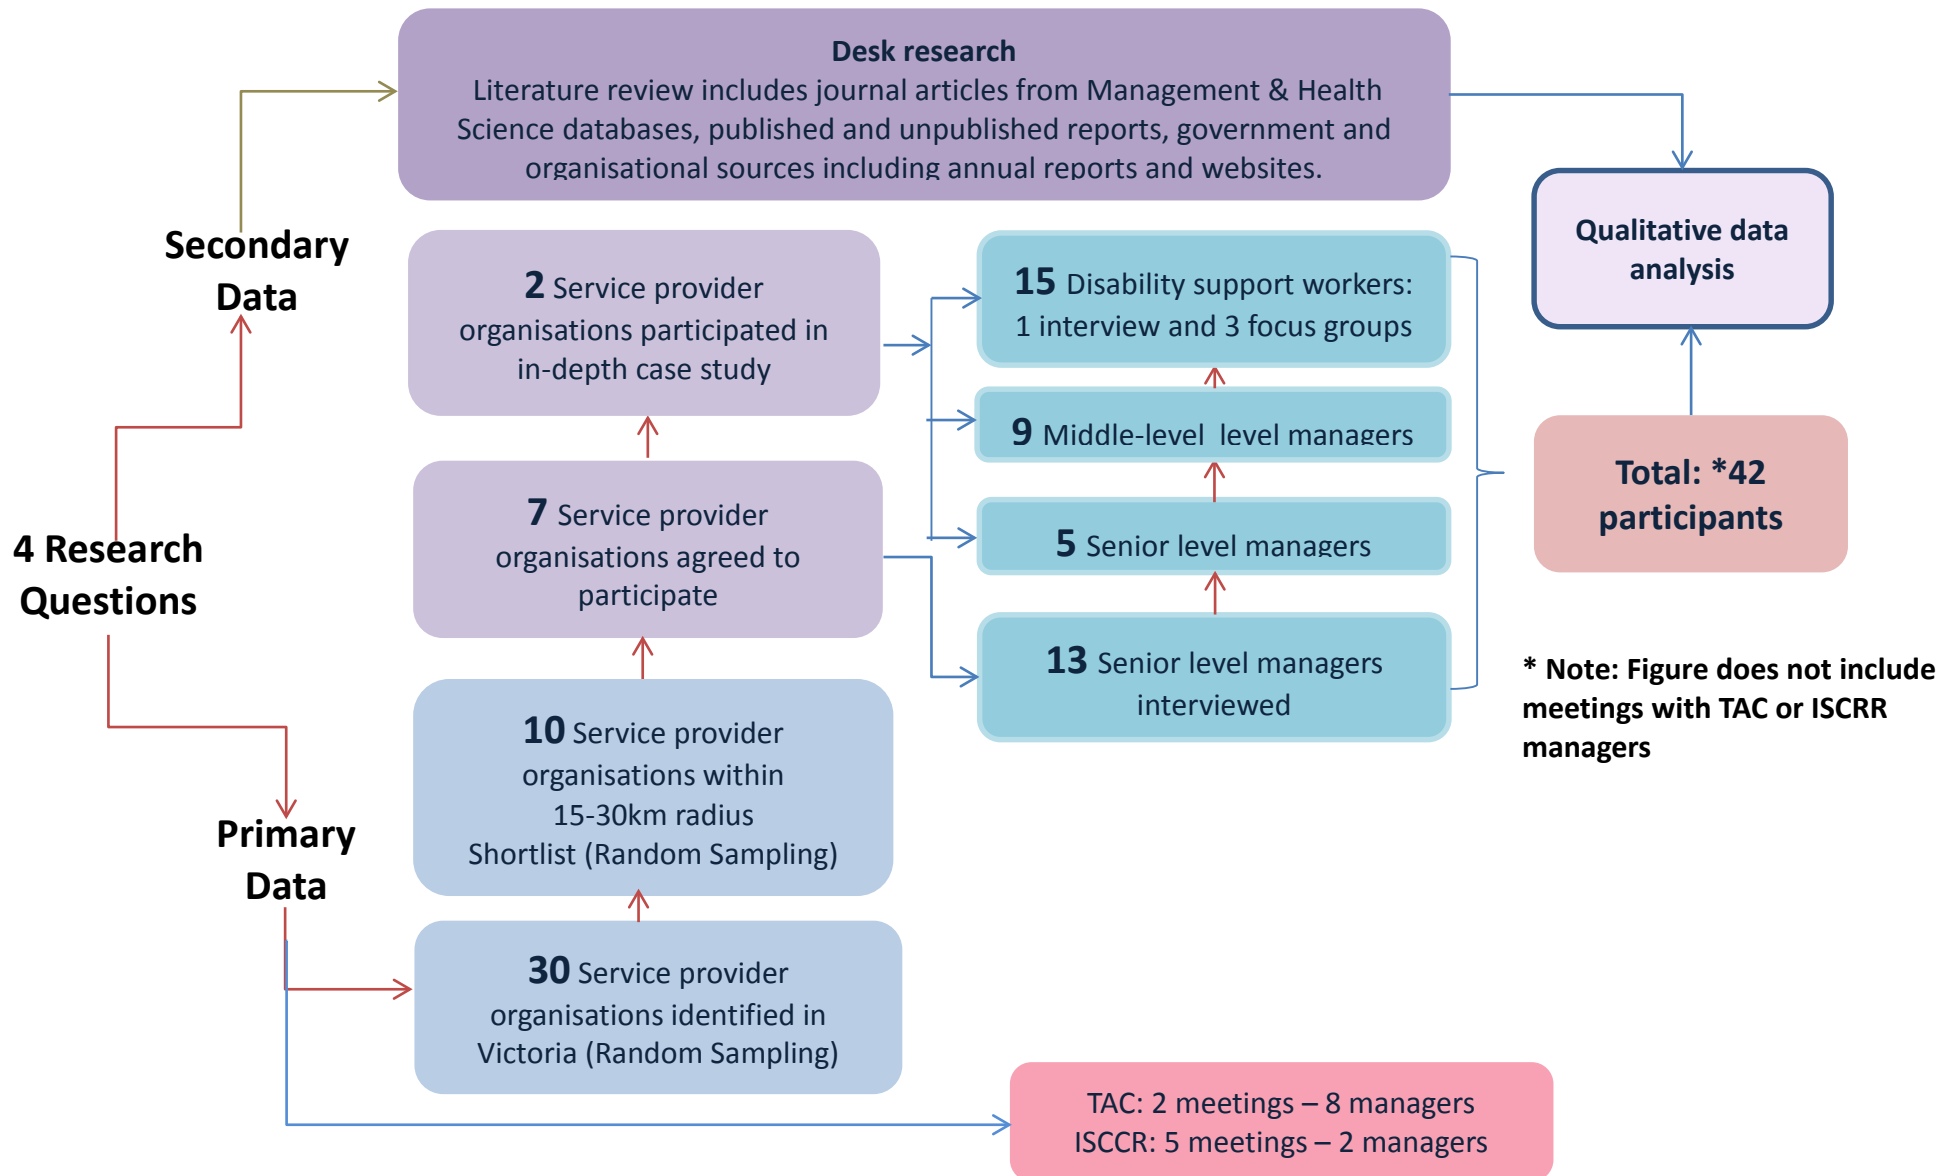 Desk research
Literature review includes journal articles from Management & Health
Science databases, published and unpublished reports, government and
organisational sources including annual reports and websites.
Secondary
Data
2 Service provider
organisations participated in
in-depth case study
15 Disability support workers:
1 interview and 3 focus groups
Qualitative data
analysis
9 Middle-level  level managers
7 Service provider
organisations agreed to
participate
5 Senior level managers
Total: *42
participants
4 Research
Questions
13 Senior level managers
interviewed
* Note: Figure does not include
meetings with TAC or ISCRR
managers
10 Service provider
organisations within
15-30km radius
Shortlist (Random Sampling)
Primary
Data
30 Service provider
organisations identified in
Victoria (Random Sampling)
TAC: 2 meetings – 8 managers
ISCCR: 5 meetings – 2 managers